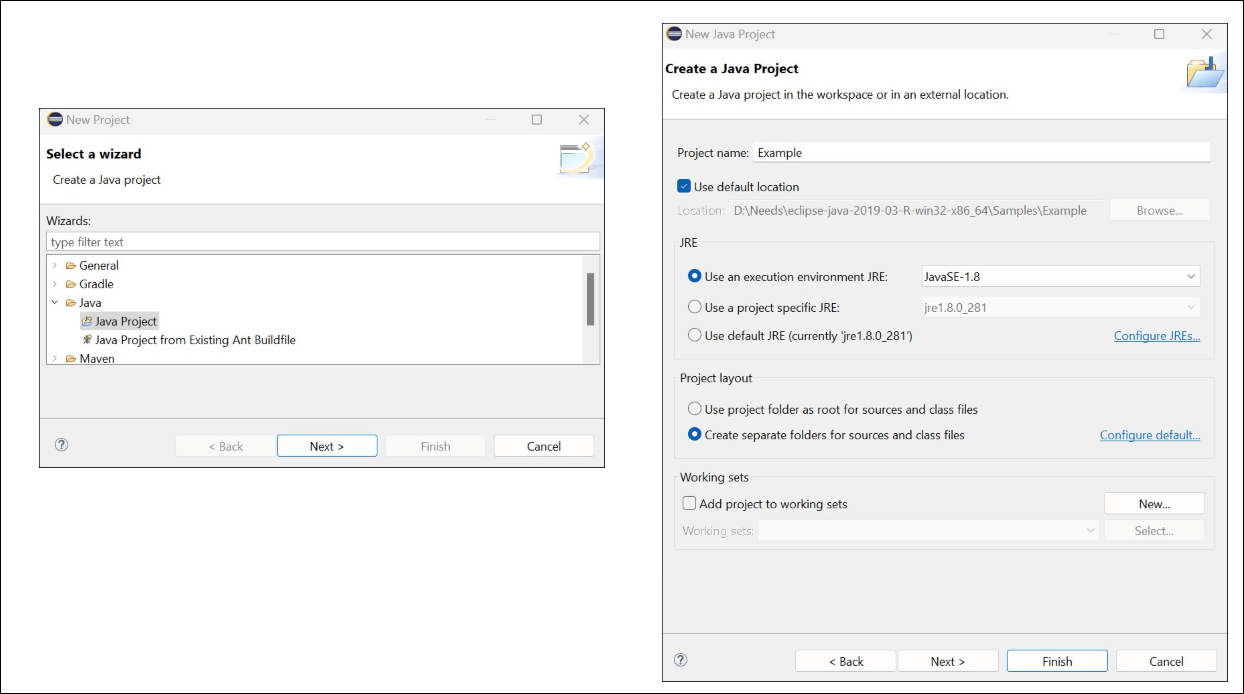 New Project
Select a wizard
Create a Java project
Wizards:
type filter text
General
Gradle
Java
Java Project
Java Project from Existing Ant Buildfile
Maven
< Back
Next >
Finish
Cancel
New Java Project
Create a Java Project
Create a Java project in the workspace or in an external location.
Project name: Example
Use default location
Location: D:\Needs\eclipse-java-2019-03-R-win32-x86_64\Samples\Example Browse...
JRE
Use an execution environment JRE: JavaSE-1.8
Use a project specific JRE: jre1.8.0_281
Use default JRE (currently 'jre1.8.0_281') Configure JREs...
Project layout
Use project folder as root for sources and class files
Create separate folders for sources and class files Configure default...
Working sets
Add project to working sets New...
Working sets: Select...
< Back Next > Finish Cancel